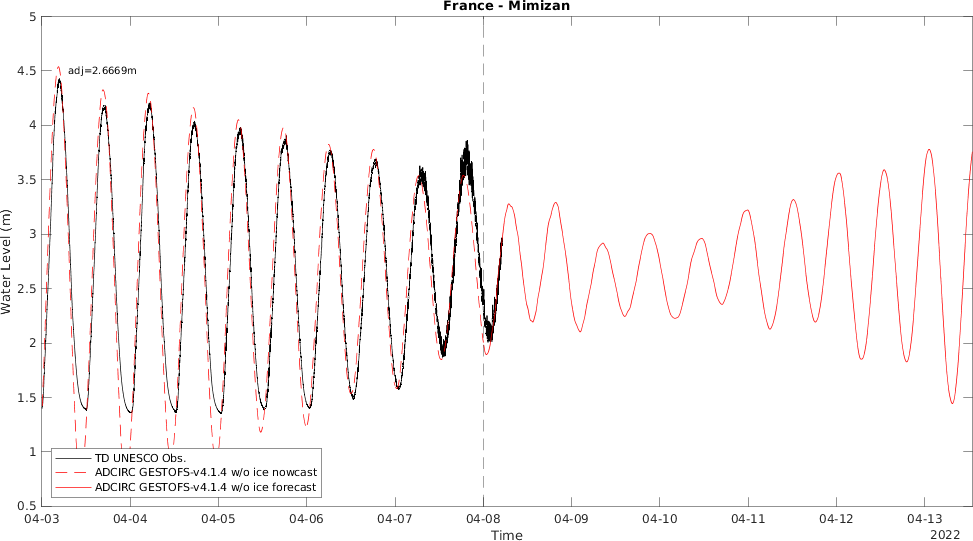 France - Mimizan
5
4.5
4
3.5
3
2.5
2
1.5
1
0.5
Water Level (m)
adj=2.6669m
TD UNESCO Obs.
ADCIRC GESTOFS-v4.1.4 w/o ice nowcast
ADCIRC GESTOFS-v4.1.4 w/o ice forecast
04-03 04-04 04-05 04-06 04-07 04-08 04-09 04-10 04-11 04-12 04-13
Time
2022